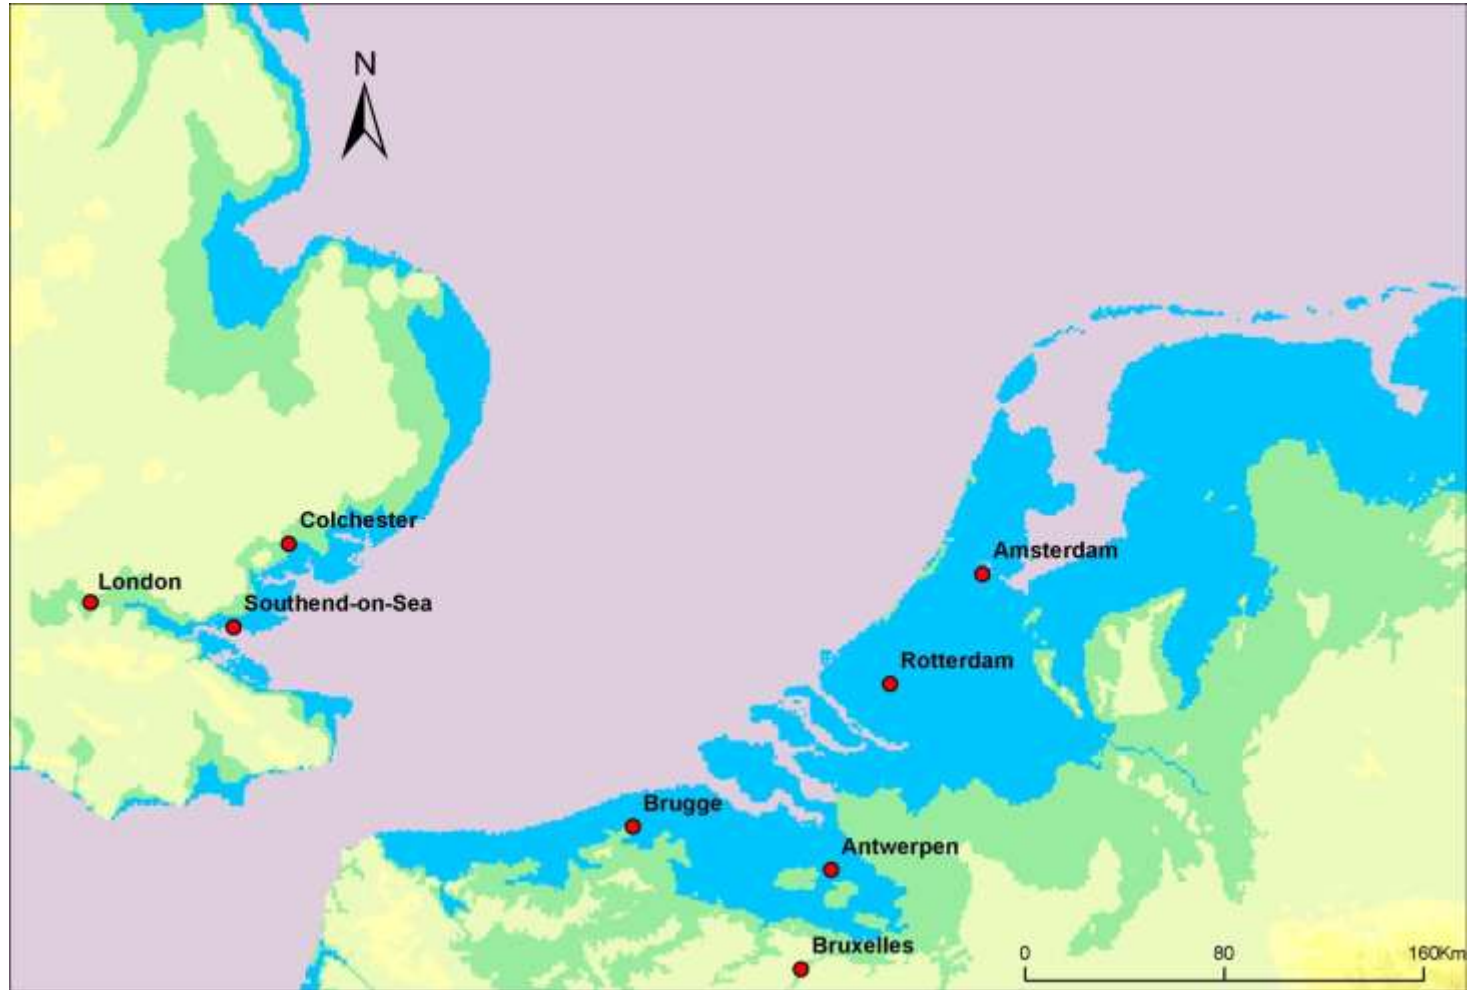 N
Colchester
Amsterdam
London
Southend-on-Sea
Rotterdam
Brugge
Antwerpen
Bruxelles
0 80 160Km